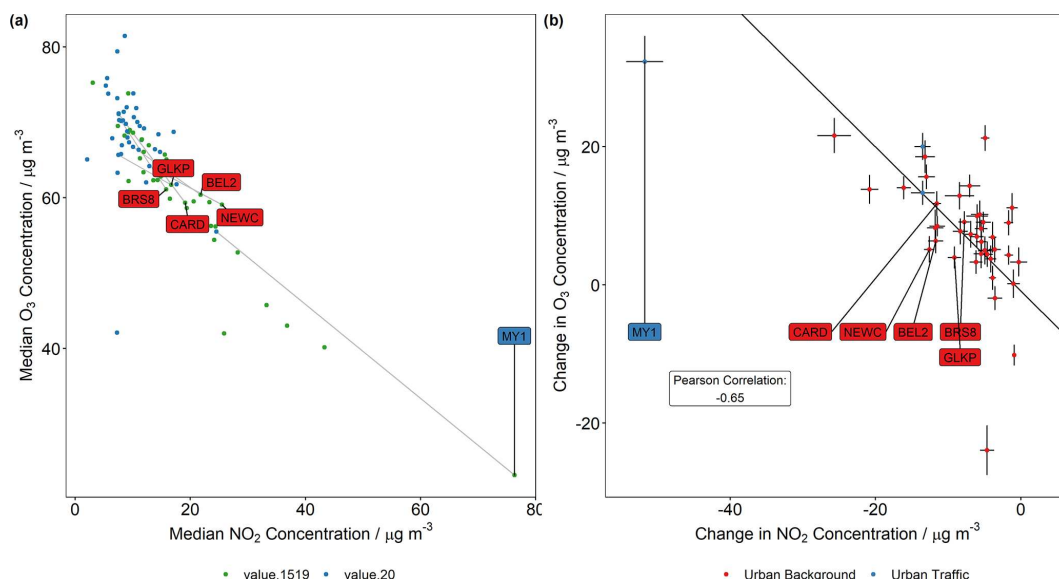 (a)
80
60
40
Median O₃ Concentration / µg m⁻³
GLKP
BEL2
BRS8
CARD
NEWC
MY1
0
20
40
60
80
Median NO₂ Concentration / µg m⁻³
value.1519
value.20
(b)
20
0
-20
Change in O₃ Concentration / µg m⁻³
MY1
CARD
NEWC
BEL2
BRS8
GLKP
Pearson Correlation:
-0.65
-40
-20
0
Change in NO₂ Concentration / µg m⁻³
Urban Background
Urban Traffic